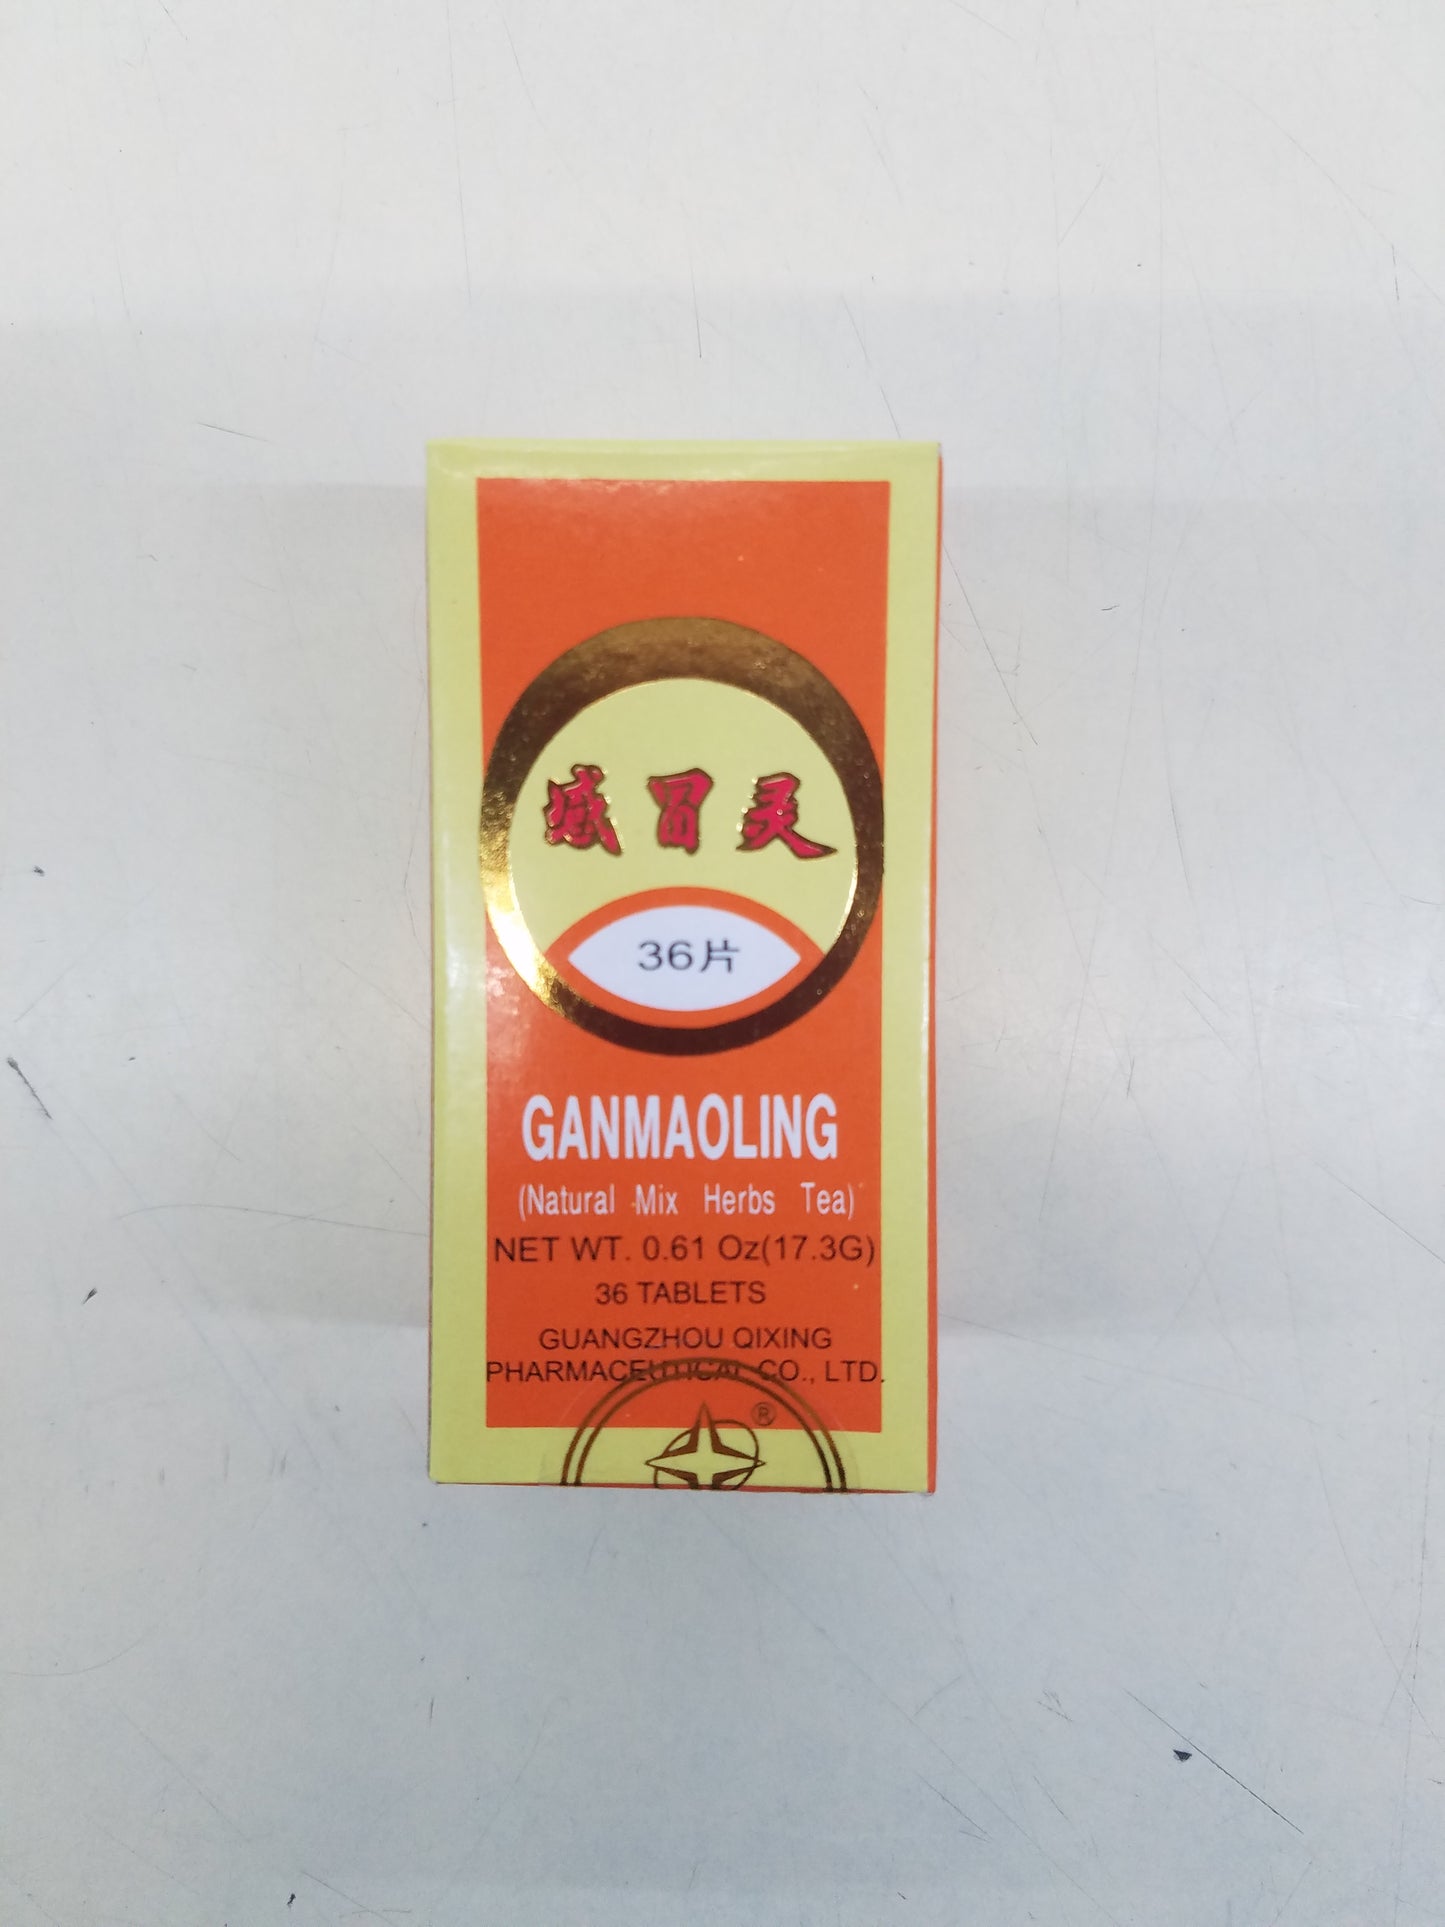 感冒灵
36片
GANMAOLING
(Natural Mix Herbs Tea)
NET WT. 0.61 Oz(17.3G)
36 TABLETS
GUANGZHOU QIXING
PHARMACEUTICAL CO., LTD.
®